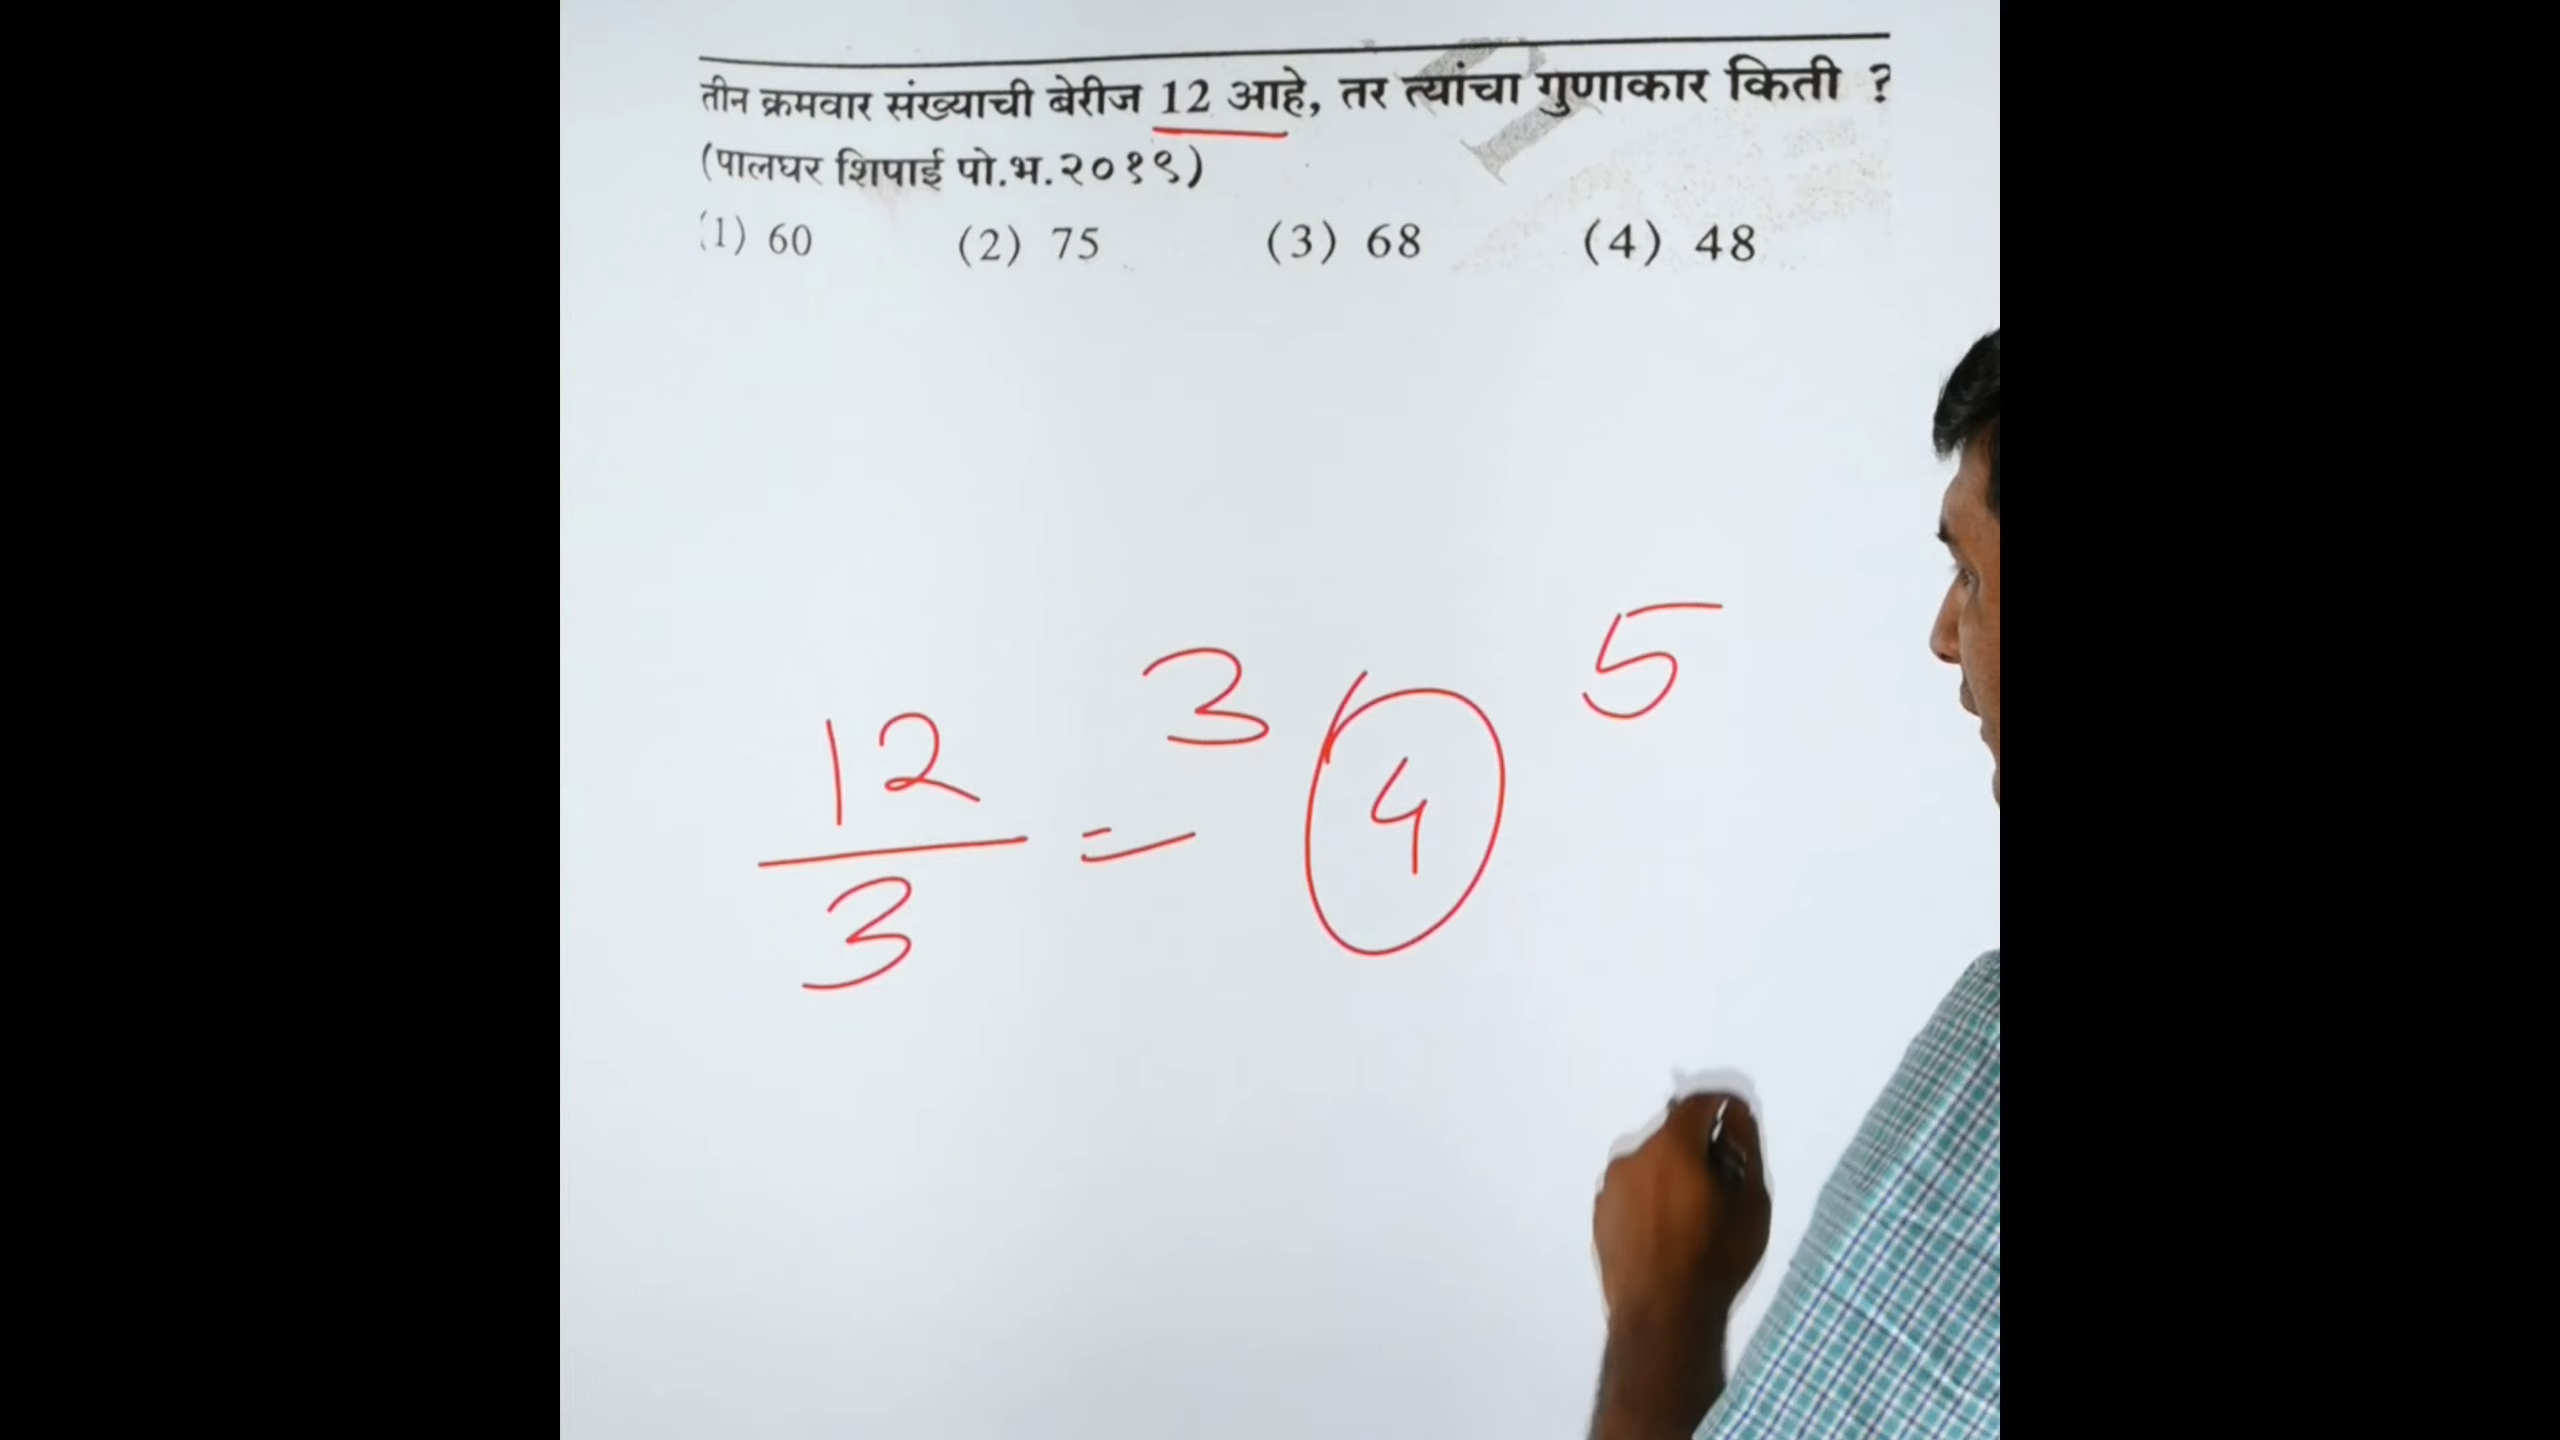 तीन क्रमवार संख्याची बेरीज 12 आहे, तर त्यांचा गुणाकार किती ?
(पालघर शिपाई पो.भ.२०१९)
(1) 60 (2) 75 (3) 68 (4) 48
12
3
=
3
4
5